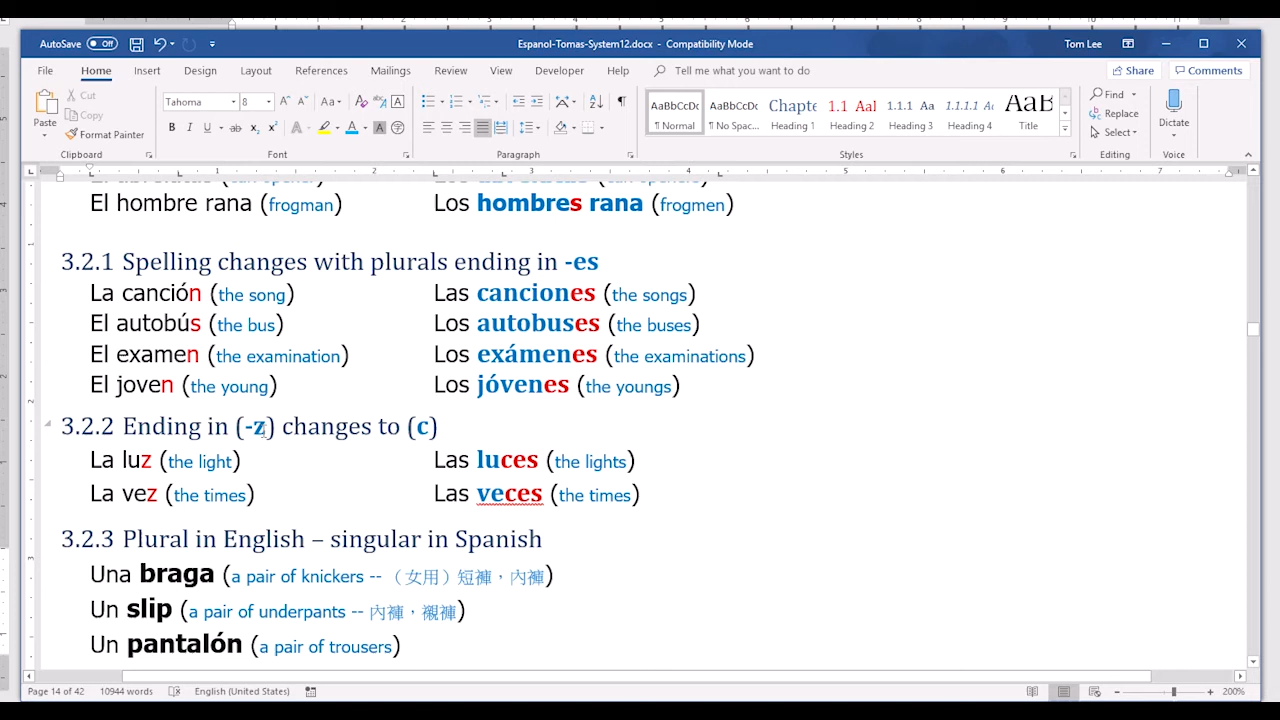 AutoSave Off Espanol-Tomas-System12.docx - Compatibility Mode Tom Lee
File Home Insert Design Layout References Mailings Review View Developer Help Tell me what you want to do Share Comments
Paste Cut Copy Format Painter
Clipboard
Tahoma 8
Font
Paragraph
AaBbCcDc ¶ Normal
AaBbCcDc ¶ No Spac...
Chapte Heading 1
1.1 Aal Heading 2
1.1.1 Aa Heading 3
1.1.1.1 Ac Heading 4
AaB Title
Styles
Find Replace Select
Editing
Dictate
Voice
El hombre rana (frogman) Los hombres rana (frogmen)
3.2.1 Spelling changes with plurals ending in -es
La canción (the song) Las canciones (the songs)
El autobús (the bus) Los autobuses (the buses)
El examen (the examination) Los exámenes (the examinations)
El joven (the young) Los jóvenes (the youngs)
3.2.2 Ending in (-z) changes to (c)
La luz (the light) Las luces (the lights)
La vez (the times) Las veces (the times)
3.2.3 Plural in English – singular in Spanish
Una braga (a pair of knickers -- （女用）短褲，內褲)
Un slip (a pair of underpants -- 內褲，襯褲)
Un pantalón (a pair of trousers)
Page 14 of 42 10944 words English (United States) 200%